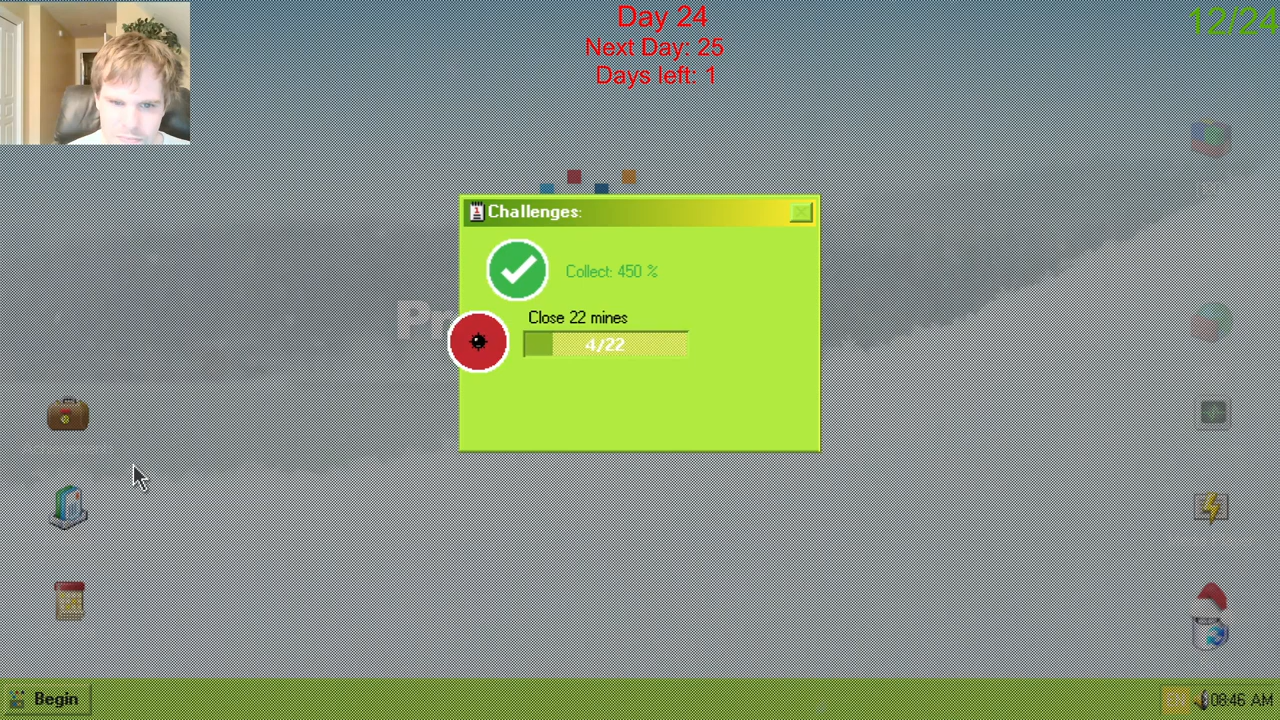 Day 24
Next Day: 25
Days left: 1
12/24
Challenges:
Collect: 450 %
Close 22 mines
4/22
Pr
Begin
08:46 AM